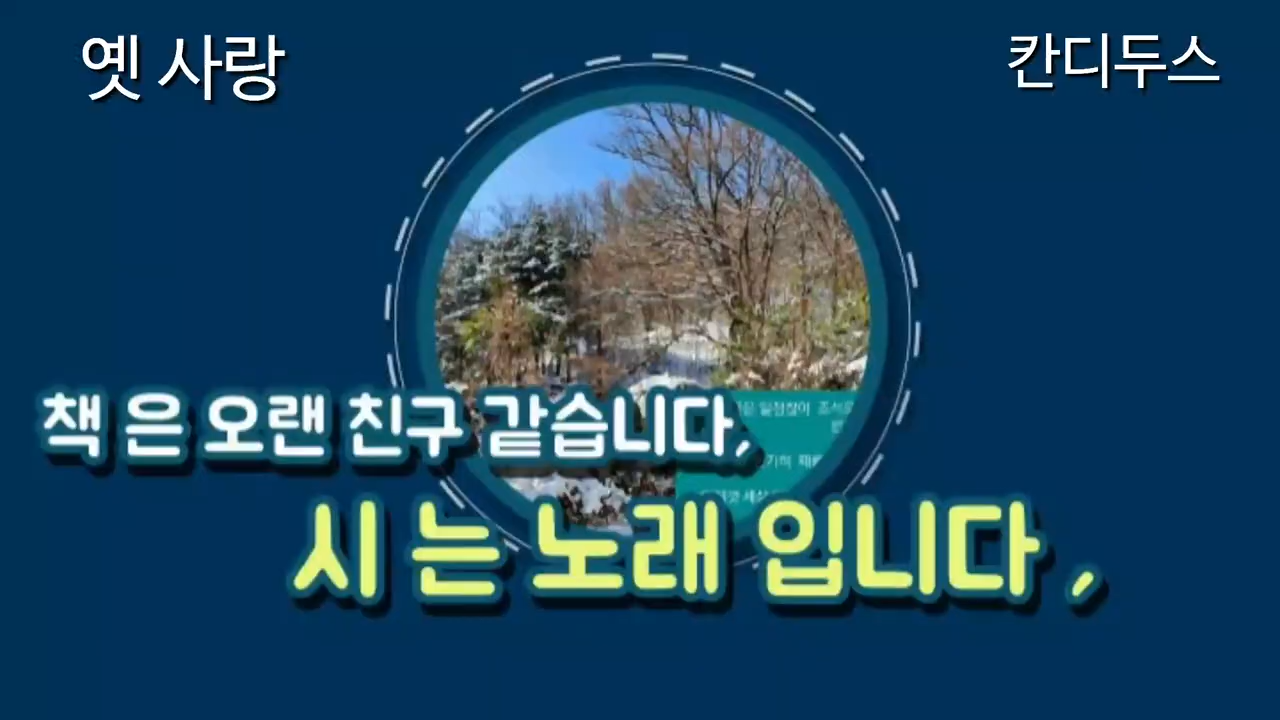 옛 사랑
칸디두스
책 은 오랜 친구 같습니다,
시 는 노래 입니다 ,